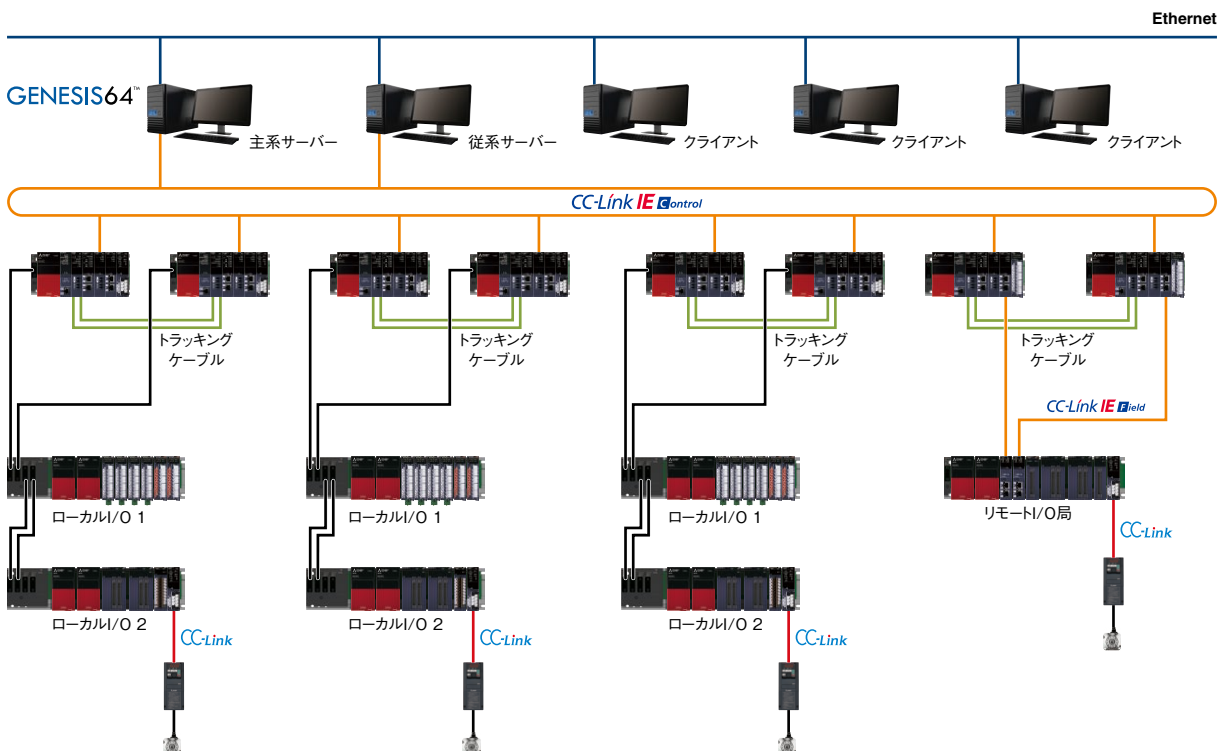 Ethernet
GENESIS64™
主系サーバー
従系サーバー
クライアント
クライアント
クライアント
CC-Link IE Control
トラッキング
ケーブル
トラッキング
ケーブル
トラッキング
ケーブル
トラッキング
ケーブル
CC-Link IE Field
ローカルI/O 1
ローカルI/O 1
ローカルI/O 1
リモートI/O局
CC-Link
ローカルI/O 2
ローカルI/O 2
ローカルI/O 2
CC-Link
CC-Link
CC-Link